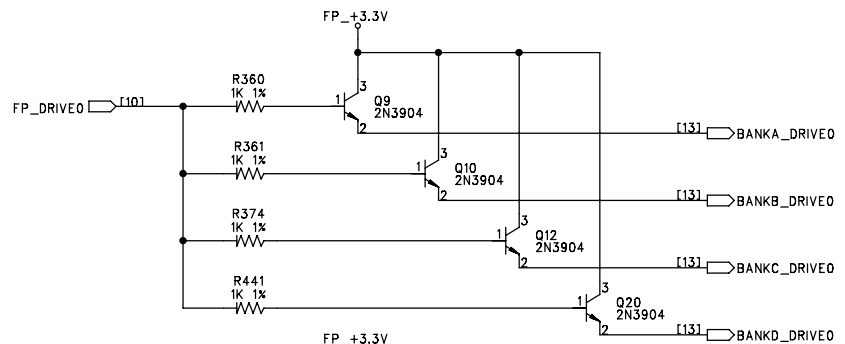 FP_+3.3V
R360
1K 1%
FP_DRIVE0 [10]
1 3 2
Q9
2N3904
[13] BANKA_DRIVE0
R361
1K 1%
1 3 2
Q10
2N3904
[13] BANKB_DRIVE0
R374
1K 1%
1 3 2
Q12
2N3904
[13] BANKC_DRIVE0
R441
1K 1%
1 3 2
Q20
2N3904
[13] BANKD_DRIVE0
FP +3.3V